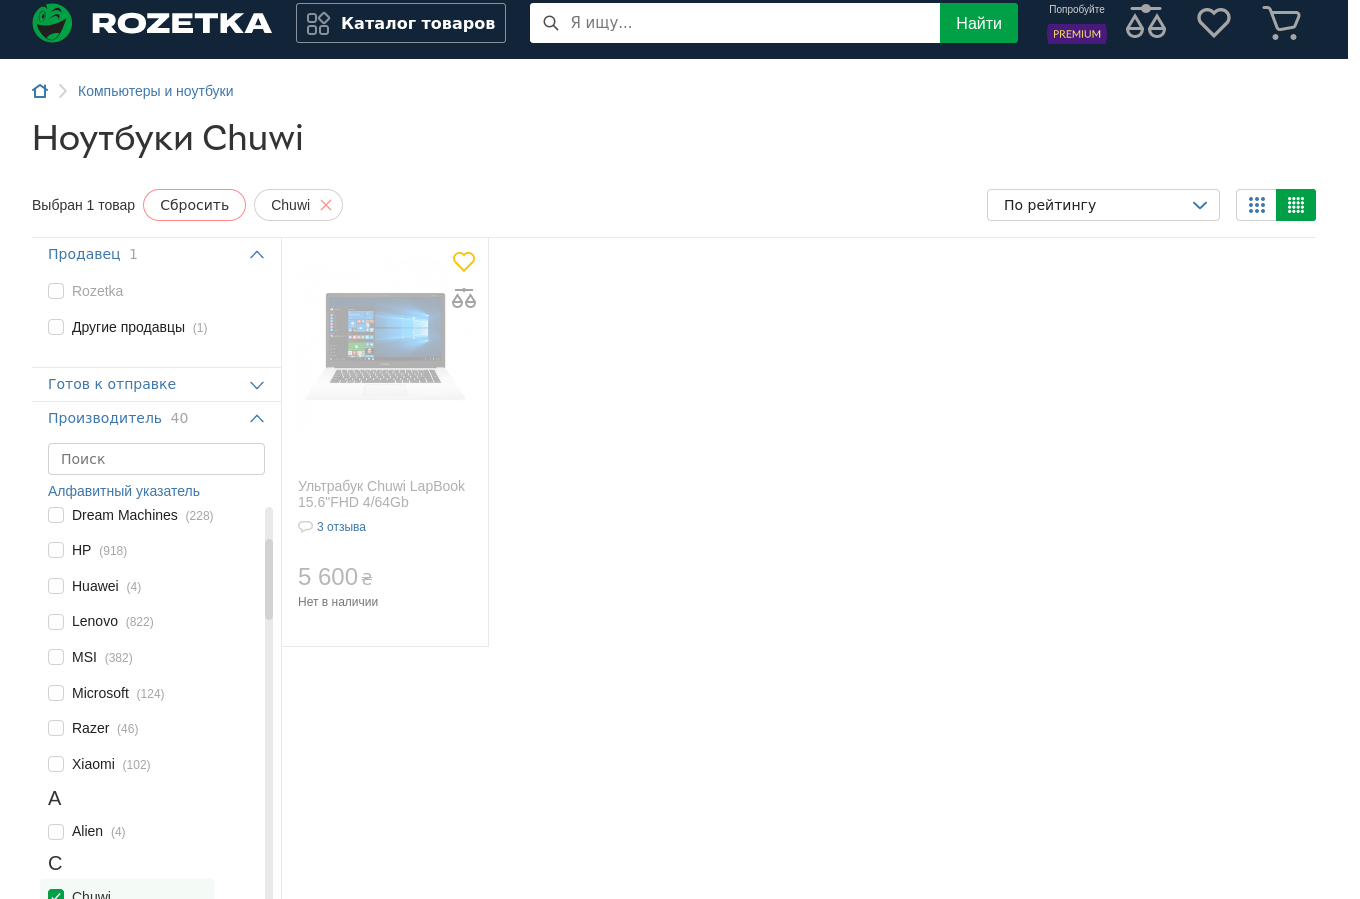 ROZETKA
Каталог товаров
Я ищу...
Найти
Попробуйте
PREMIUM
Компьютеры и ноутбуки
Ноутбуки Chuwi
Выбран 1 товар
Сбросить
Chuwi
По рейтингу
Продавец 1
Rozetka
Другие продавцы (1)
Готов к отправке
Производитель 40
Поиск
Алфавитный указатель
Dream Machines (228)
HP (918)
Huawei (4)
Lenovo (822)
MSI (382)
Microsoft (124)
Razer (46)
Xiaomi (102)
A
Alien (4)
C
Chuwi
Ультрабук Chuwi LapBook
15.6"FHD 4/64Gb
3 отзыва
5 600 ₴
Нет в наличии